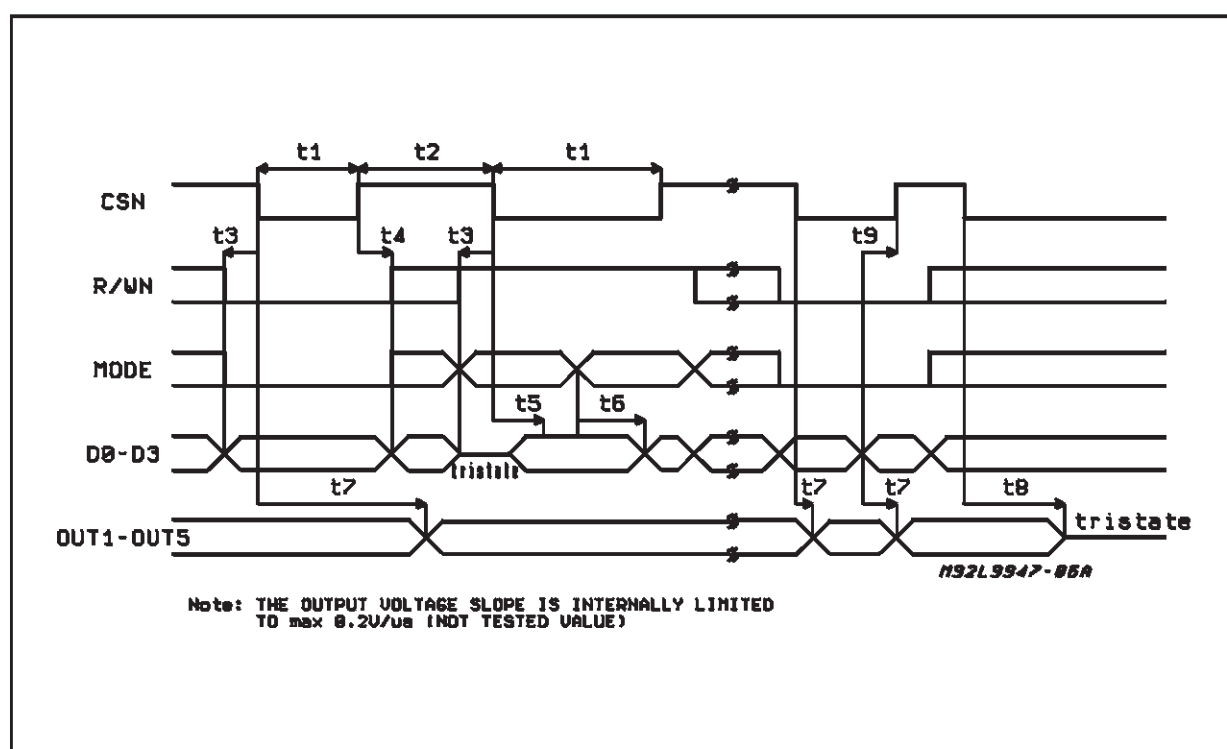 t1 t2 t1
CSN
t3 t4 t3 t9
R/WN
MODE
t5 t6
D0-D3
tristate
t7 t7 t7 t8
tristate
OUT1-OUT5
M92L9947-06A
Note: THE OUTPUT VOLTAGE SLOPE IS INTERNALLY LIMITED
TO max 0.2V/us (NOT TESTED VALUE)